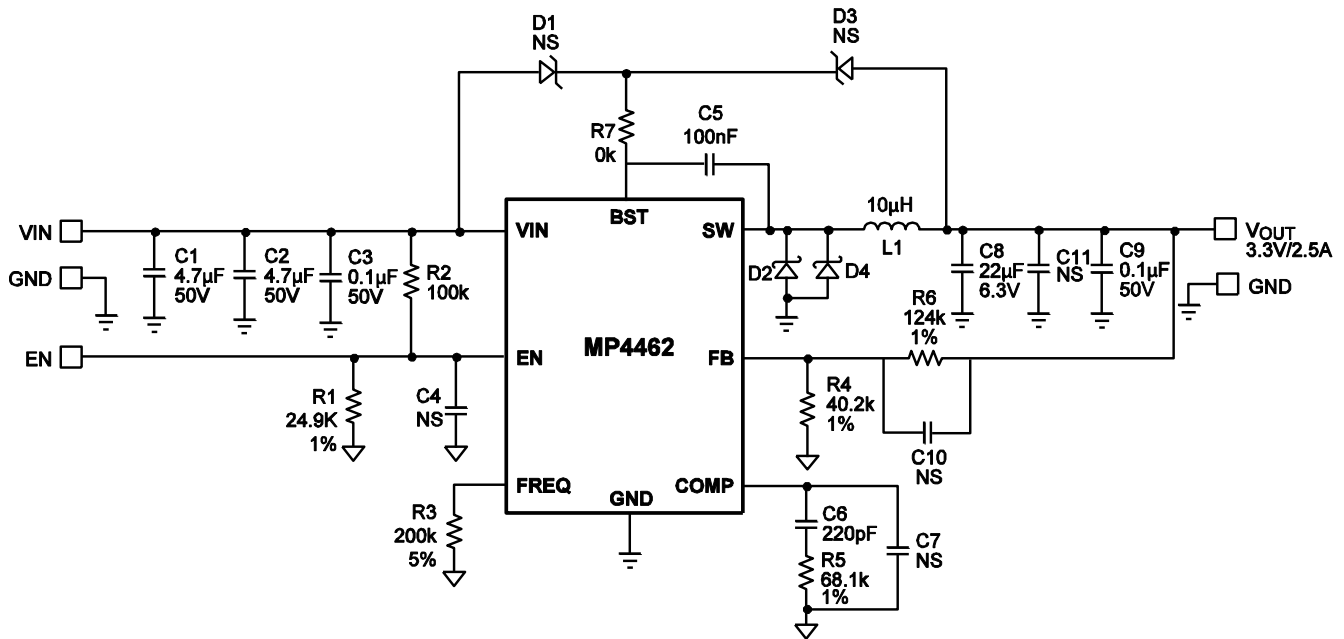 D1
NS
D3
NS
R7
0k
C5
100nF
VIN
GND
EN
C1
4.7µF
50V
C2
4.7µF
50V
C3
0.1µF
50V
R2
100k
R1
24.9K
1%
C4
NS
R3
200k
5%
VIN
BST
SW
EN
MP4462
FB
FREQ
GND
COMP
10µH
L1
D2
D4
C8
22µF
6.3V
C11
NS
C9
0.1µF
50V
VOUT
3.3V/2.5A
GND
R6
124k
1%
R4
40.2k
1%
C10
NS
C6
220pF
R5
68.1k
1%
C7
NS